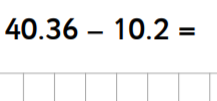 40.36 – 10.2 =